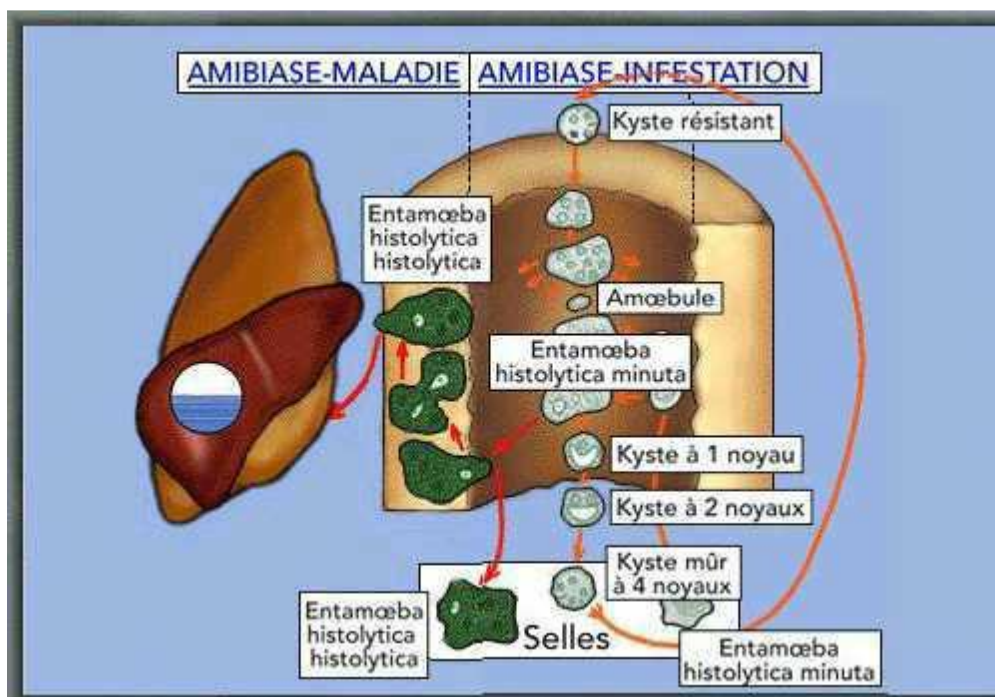 AMIBIASE-MALADIE
AMIBIASE-INFESTATION
Kyste résistant
Entamœba
histolytica
histolytica
Amœbule
Entamœba
histolytica minuta
Kyste à 1 noyau
Kyste à 2 noyaux
Kyste mûr
à 4 noyaux
Entamœba
histolytica
histolytica
Selles
Entamœba
histolytica minuta